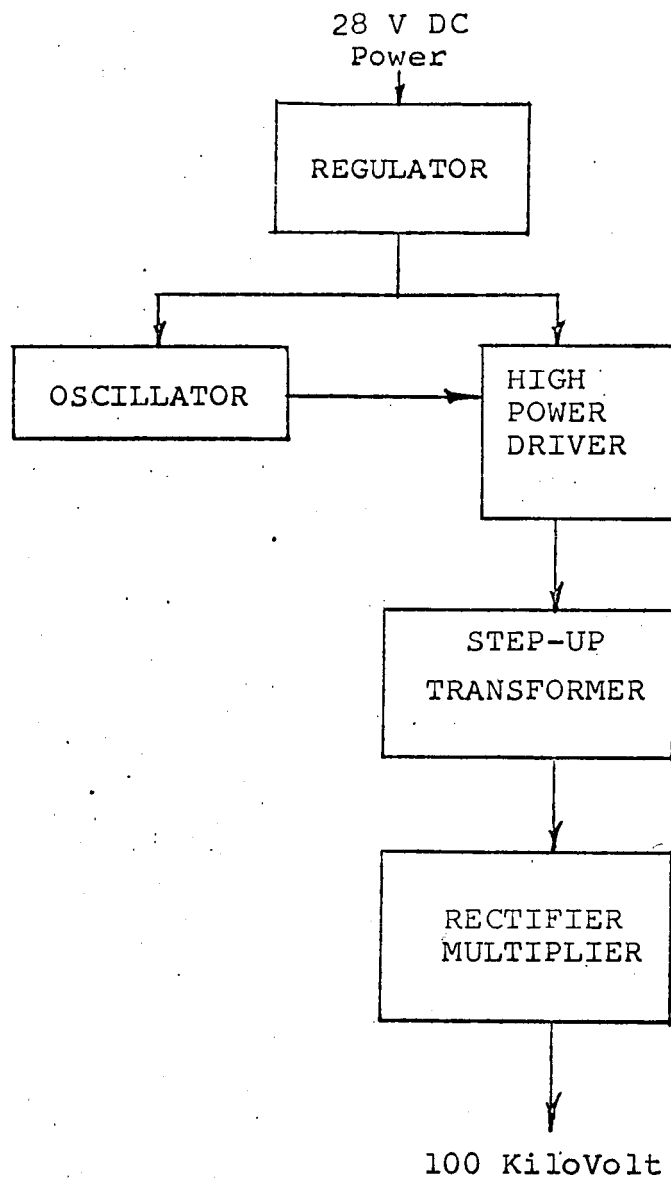 28 V DC
Power
REGULATOR
OSCILLATOR
HIGH
POWER
DRIVER
STEP-UP
TRANSFORMER
RECTIFIER
MULTIPLIER
100 KiloVolt